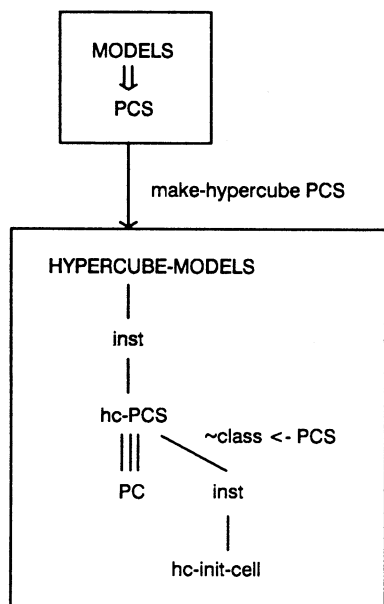 MODELS
PCS
make-hypercube PCS
HYPERCUBE-MODELS
inst
hc-PCS
~class <- PCS
PC
inst
hc-init-cell